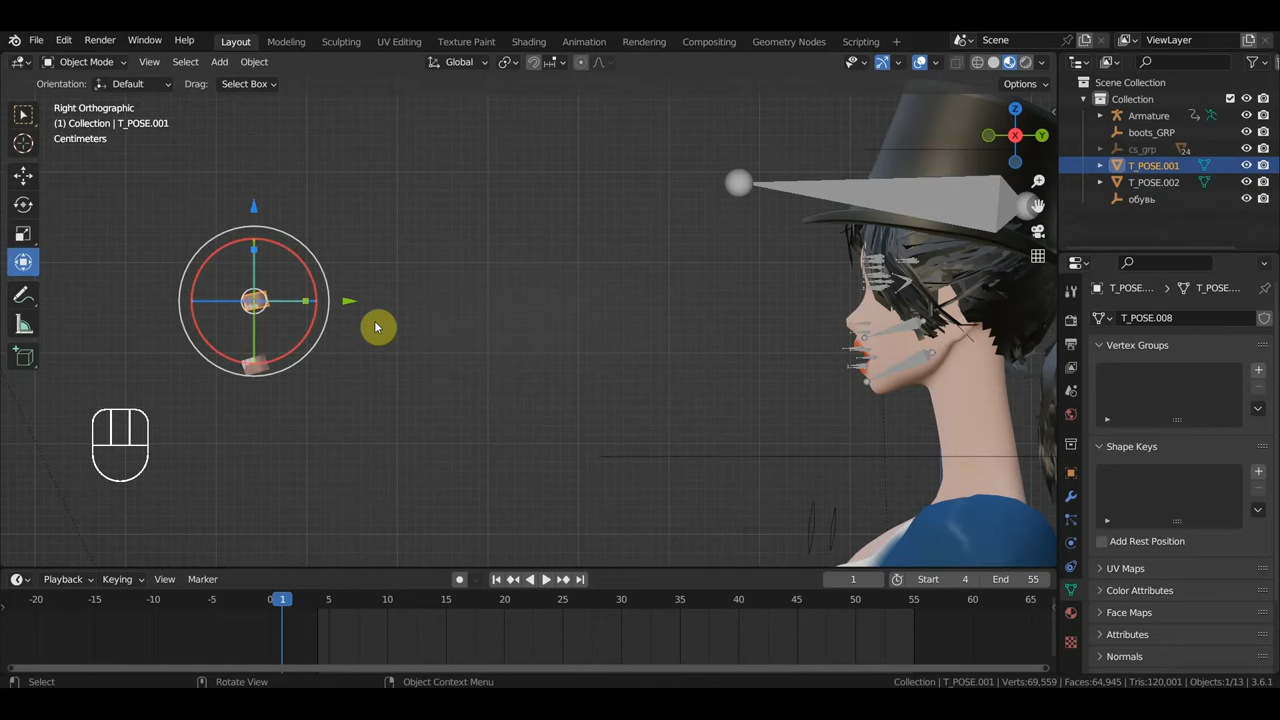 File Edit Render Window Help Layout Modeling Sculpting UV Editing Texture Paint Shading Animation Rendering Compositing Geometry Nodes Scripting + Scene ViewLayer
Object Mode View Select Add Object Global
Orientation: Default Drag: Select Box Options
Right Orthographic
(1) Collection | T_POSE.001
Centimeters
Z
X
Y
Scene Collection
Collection
Armature
boots_GRP
cs_grp 24
T_POSE.001
T_POSE.002
обувь
T_POSE.... T_POSE....
T_POSE.008
Vertex Groups
Shape Keys
Add Rest Position
UV Maps
Color Attributes
Face Maps
Attributes
Normals
Playback Keying View Marker 1 Start 4 End 55
-20 -15 -10 -5 0 1 5 10 15 20 25 30 35 40 45 50 55 60 65
Select Rotate View Object Context Menu Collection | T_POSE.001 | Verts:69,559 | Faces:64,945 | Tris:120,001 | Objects:1/13 | 3.6.1